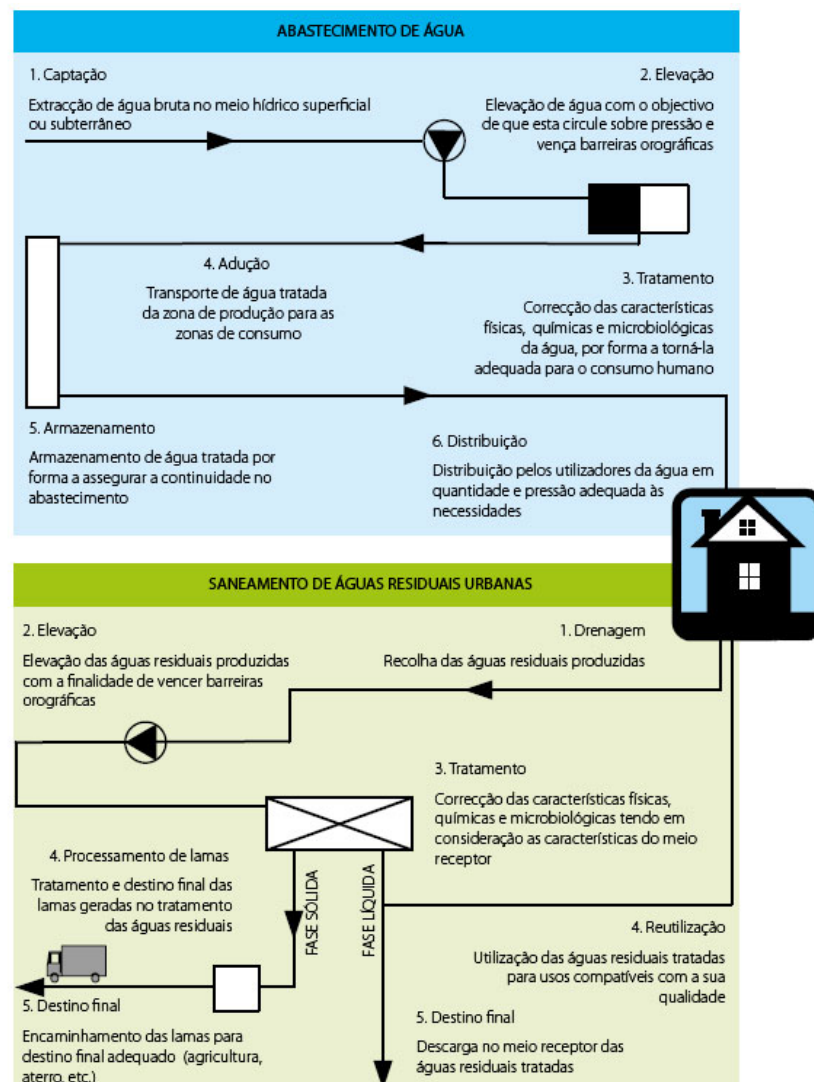 ABASTECIMENTO DE ÁGUA
1. Captação
Extracção de água bruta no meio hídrico superficial
ou subterrâneo
2. Elevação
Elevação de água com o objectivo
de que esta circule sobre pressão e
vença barreiras orográficas
3. Tratamento
Correcção das características
físicas, químicas e microbiológicas
da água, por forma a torná-la
adequada para o consumo humano
4. Adução
Transporte de água tratada
da zona de produção para as
zonas de consumo
5. Armazenamento
Armazenamento de água tratada por
forma a assegurar a continuidade no
abastecimento
6. Distribuição
Distribuição pelos utilizadores da água em
quantidade e pressão adequada às
necessidades
SANEAMENTO DE ÁGUAS RESIDUAIS URBANAS
1. Drenagem
Recolha das águas residuais produzidas
2. Elevação
Elevação das águas residuais produzidas
com a finalidade de vencer barreiras
orográficas
3. Tratamento
Correcção das características físicas,
químicas e microbiológicas tendo em
consideração as características do meio
receptor
4. Processamento de lamas
Tratamento e destino final das
lamas geradas no tratamento
das águas residuais
FASE SÓLIDA
FASE LÍQUIDA
4. Reutilização
Utilização das águas residuais tratadas
para usos compatíveis com a sua
qualidade
5. Destino final
Encaminhamento das lamas para
destino final adequado (agricultura,
aterro, etc.)
5. Destino final
Descarga no meio receptor das
águas residuais tratadas